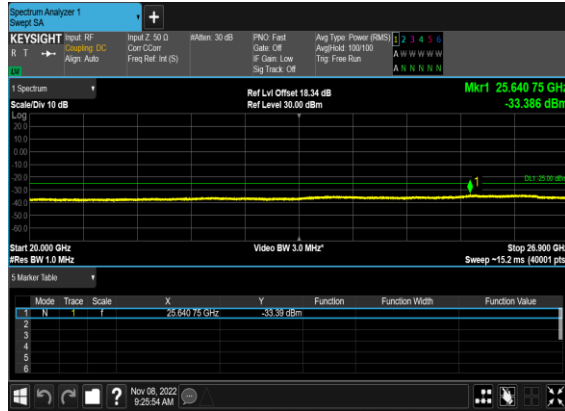 Spectrum Analyzer 1
Swept SA
KEYSIGHT Input: RF Input Z: 50 Ω #Atten: 30 dB PNO: Fast Avg Type: Power (RMS) 1 2 3 4 5 6
R T Coupling: DC Corr CCorr Gate: Off Avg|Hold: 100/100 A W W W W W
Align: Auto Freq Ref: Int (S) IF Gain: Low Trig: Free Run
Sig Track: Off A N N N N N
1 Spectrum Ref Lvl Offset 18.34 dB Mkr1 25.640 75 GHz
Scale/Div 10 dB Ref Level 30.00 dBm -33.386 dBm
Log
20.0
10.0
0.00
-10.0
-20.0 1 DL1 -25.00 dBm
-30.0
-40.0
-50.0
-60.0
Start 20.000 GHz Video BW 3.0 MHz* Stop 26.900 GHz
#Res BW 1.0 MHz Sweep ~15.2 ms (40001 pts)
5 Marker Table
Mode Trace Scale X Y Function Function Width Function Value
1 N 1 f 25.640 75 GHz -33.39 dBm
2
3
4
5
6
? Nov 08, 2022
9:25:54 AM